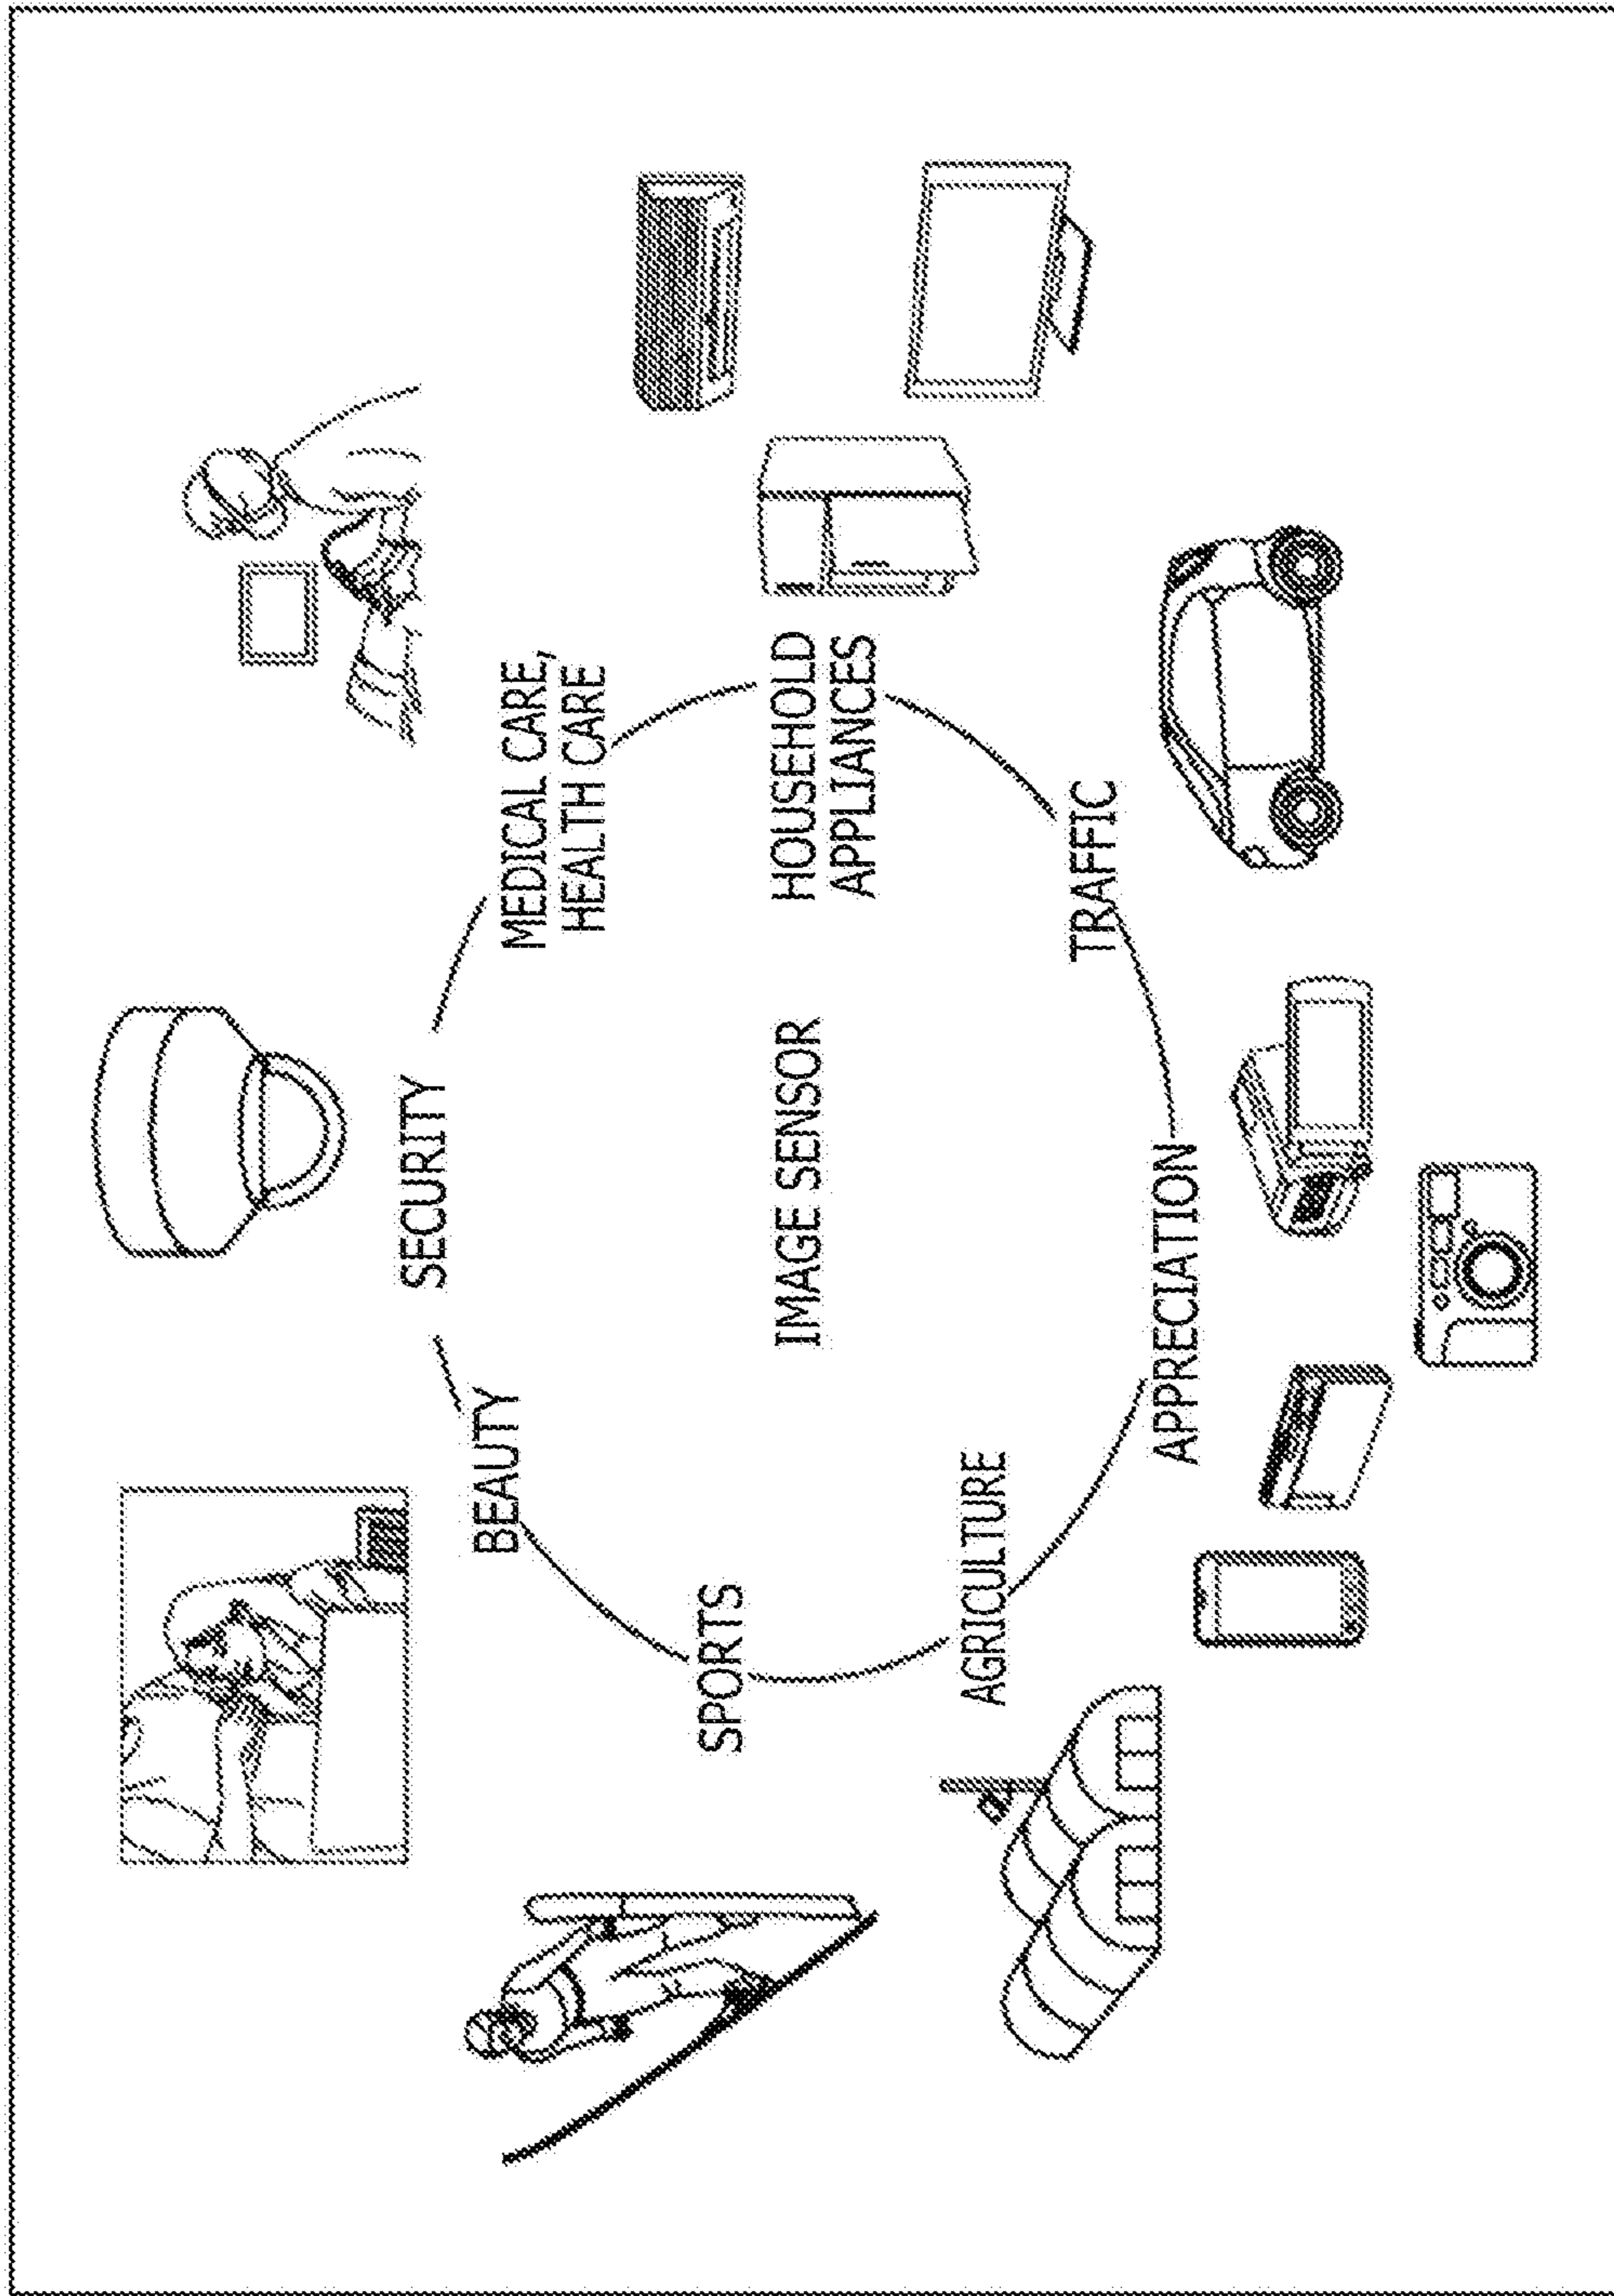 SECURITY
BEAUTY
MEDICAL CARE,
HEALTH CARE
SPORTS
IMAGE SENSOR
HOUSEHOLD
APPLIANCES
AGRICULTURE
TRAFFIC
APPRECIATION